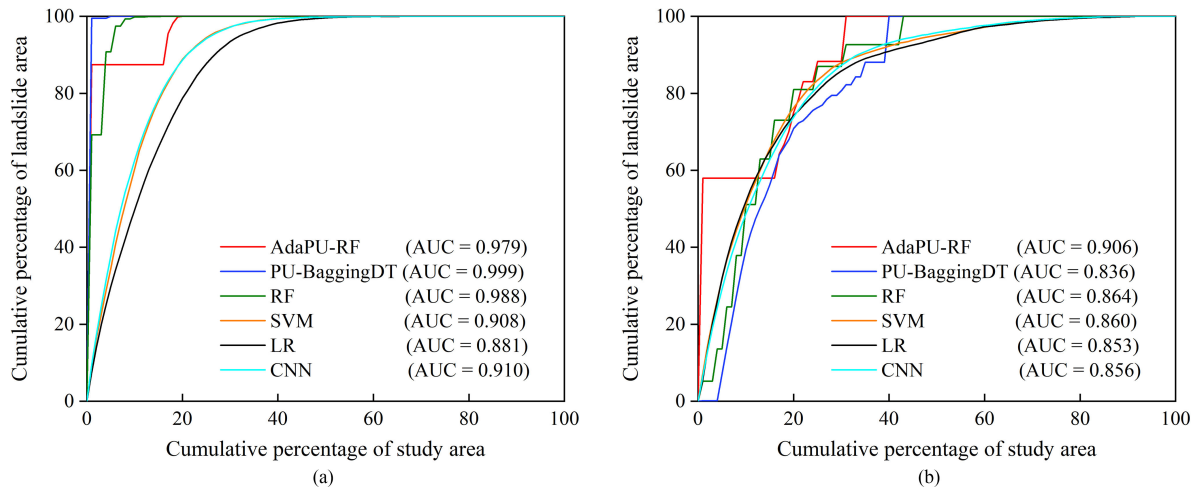 100
80
60
40
20
0
Cumulative percentage of landslide area
AdaPU-RF (AUC = 0.979)
PU-BaggingDT (AUC = 0.999)
RF (AUC = 0.988)
SVM (AUC = 0.908)
LR (AUC = 0.881)
CNN (AUC = 0.910)
0 20 40 60 80 100
Cumulative percentage of study area
(a)
100
80
60
40
20
0
Cumulative percentage of landslide area
AdaPU-RF (AUC = 0.906)
PU-BaggingDT (AUC = 0.836)
RF (AUC = 0.864)
SVM (AUC = 0.860)
LR (AUC = 0.853)
CNN (AUC = 0.856)
0 20 40 60 80 100
Cumulative percentage of study area
(b)